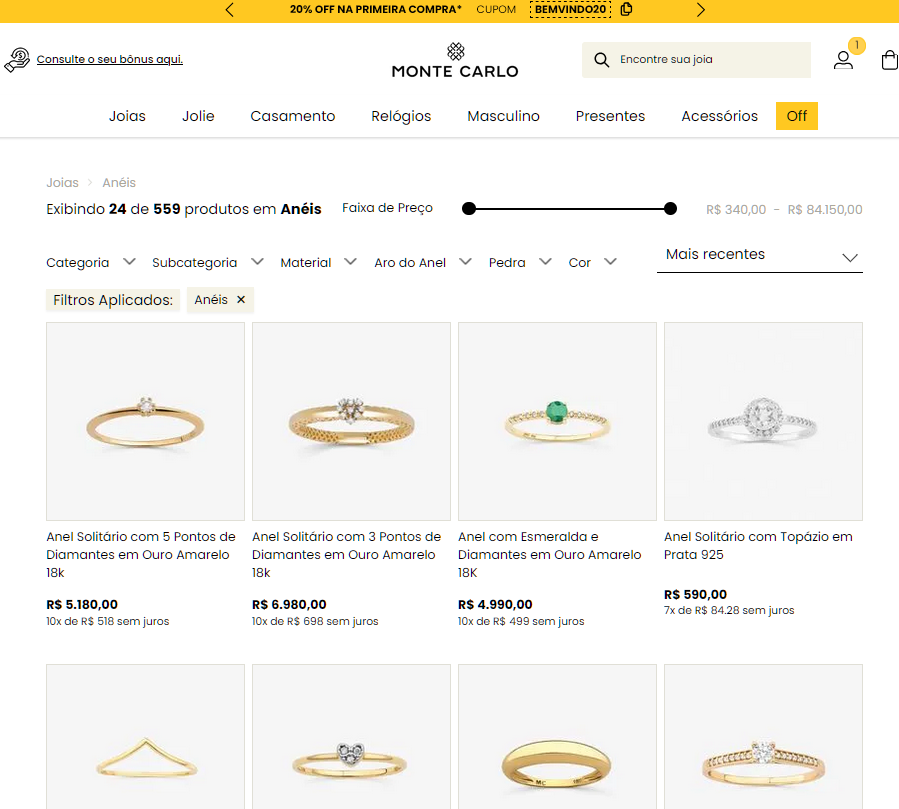 20% OFF NA PRIMEIRA COMPRA* CUPOM BEMVINDO20
Consulte o seu bônus aqui.
MONTE CARLO
Encontre sua joia
1
Joias Jolie Casamento Relógios Masculino Presentes Acessórios Off
Joias > Anéis
Exibindo 24 de 559 produtos em Anéis
Faixa de Preço
R$ 340,00 - R$ 84.150,00
Categoria Subcategoria Material Aro do Anel Pedra Cor
Mais recentes
Filtros Aplicados: Anéis ×
Anel Solitário com 5 Pontos de
Diamantes em Ouro Amarelo
18k
R$ 5.180,00
10x de R$ 518 sem juros
Anel Solitário com 3 Pontos de
Diamantes em Ouro Amarelo
18k
R$ 6.980,00
10x de R$ 698 sem juros
Anel com Esmeralda e
Diamantes em Ouro Amarelo
18K
R$ 4.990,00
10x de R$ 499 sem juros
Anel Solitário com Topázio em
Prata 925
R$ 590,00
7x de R$ 84.28 sem juros
MC